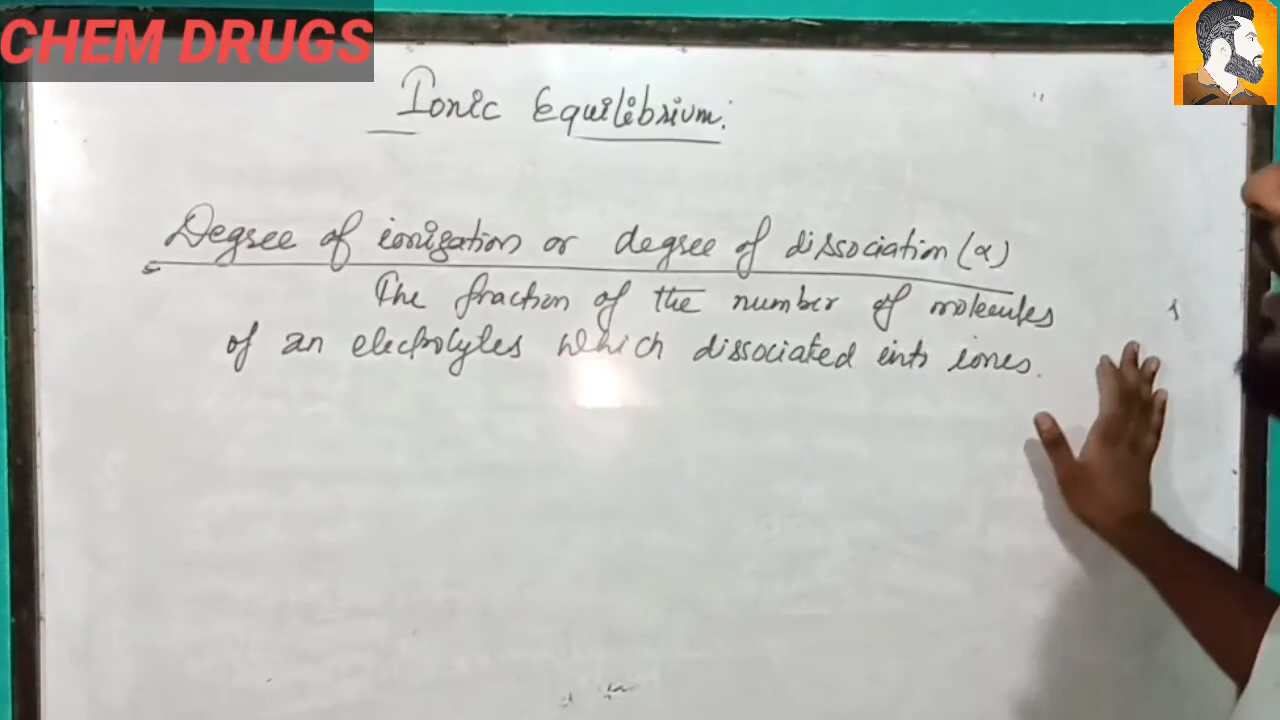 CHEM DRUGS
Ionic Equilibrium:
Degree of ionization or degree of dissociation (α)
The fraction of the number of molecules
of an electrolytes which dissociated into iones.